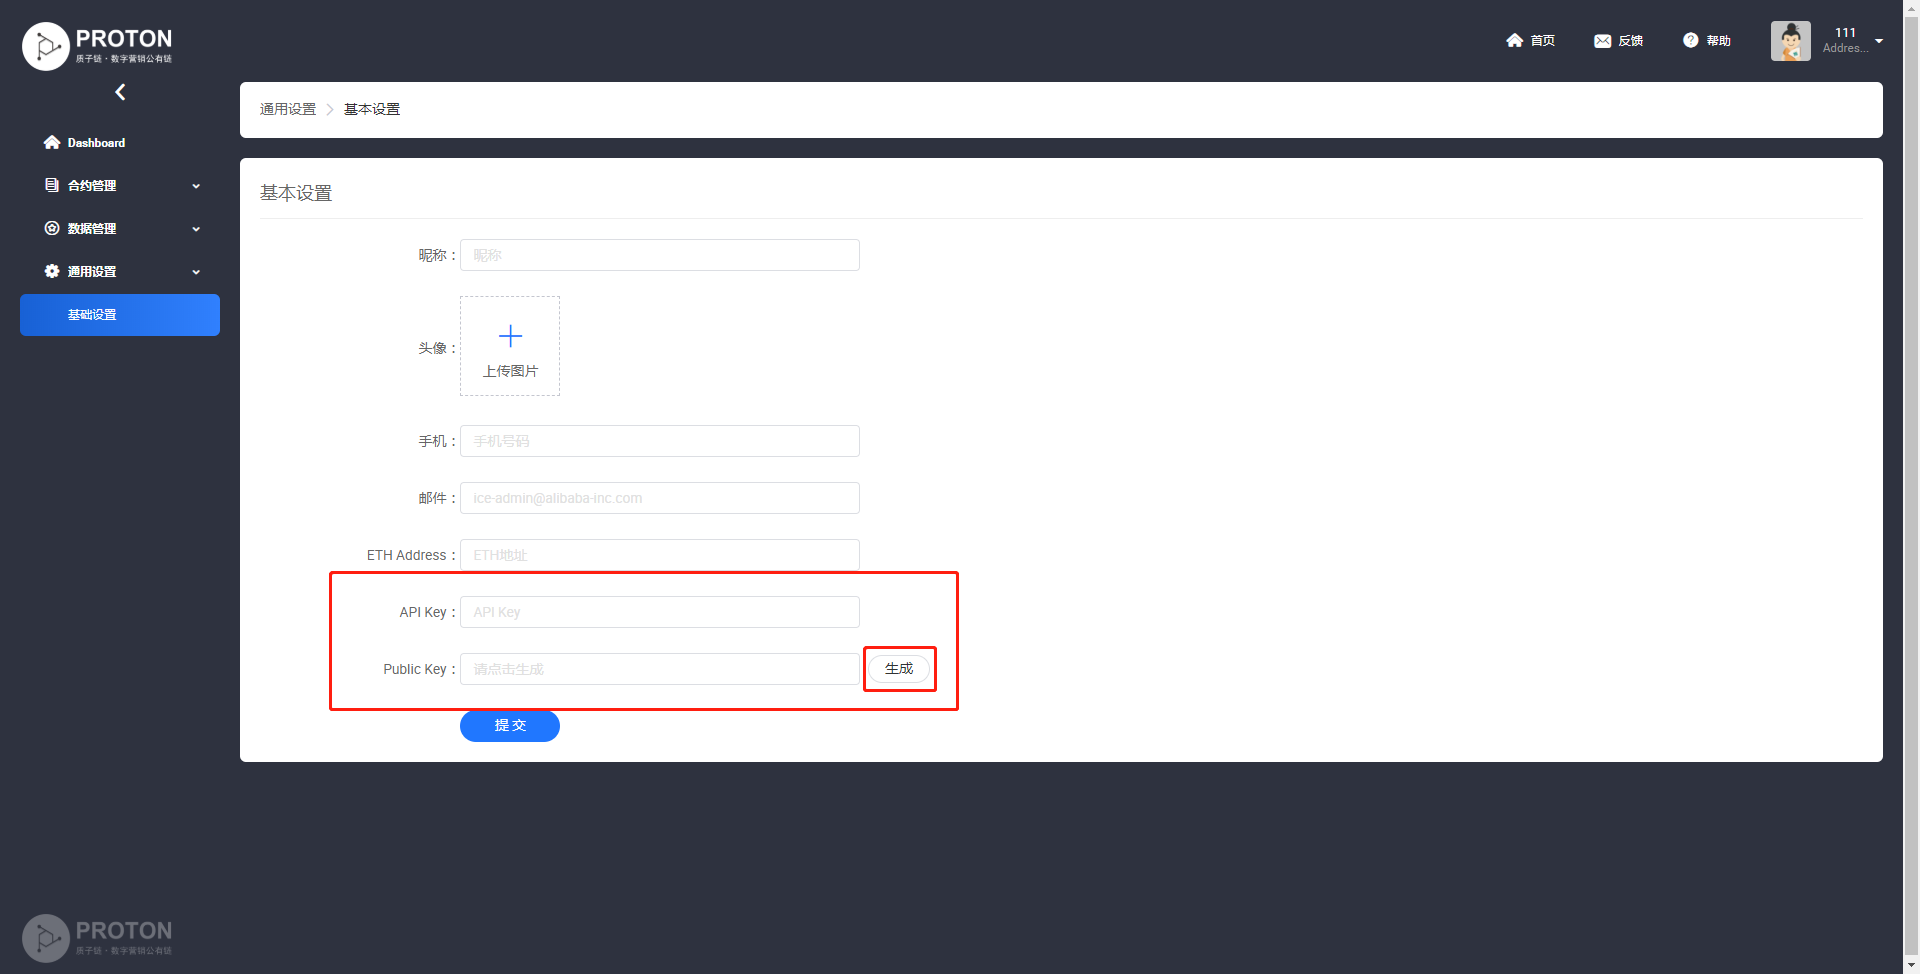 PROTON
质子链·数字营销公有链
首页
反馈
帮助
111
Addres...
Dashboard
合约管理
数据管理
通用设置
基础设置
通用设置 > 基本设置
基本设置
昵称：
昵称
头像：
上传图片
手机：
手机号码
邮件：
ice-admin@alibaba-inc.com
ETH Address：
ETH地址
API Key：
API Key
Public Key：
请点击生成
生成
提交
PROTON
质子链·数字营销公有链